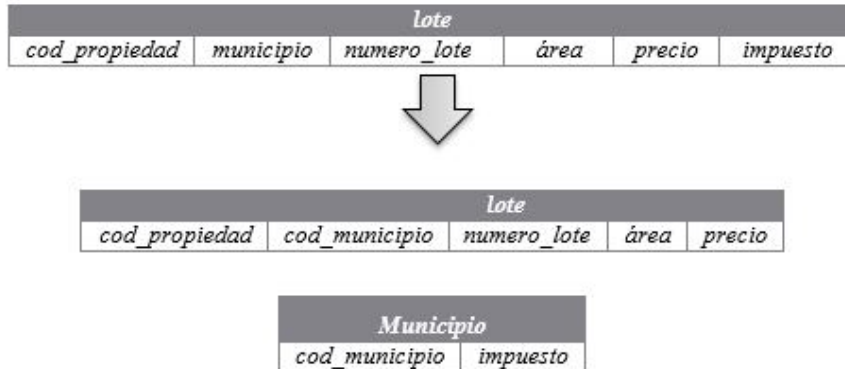 lote
cod_propiedad municipio numero_lote área precio impuesto
lote
cod_propiedad cod_municipio numero_lote área precio
Municipio
cod_municipio impuesto